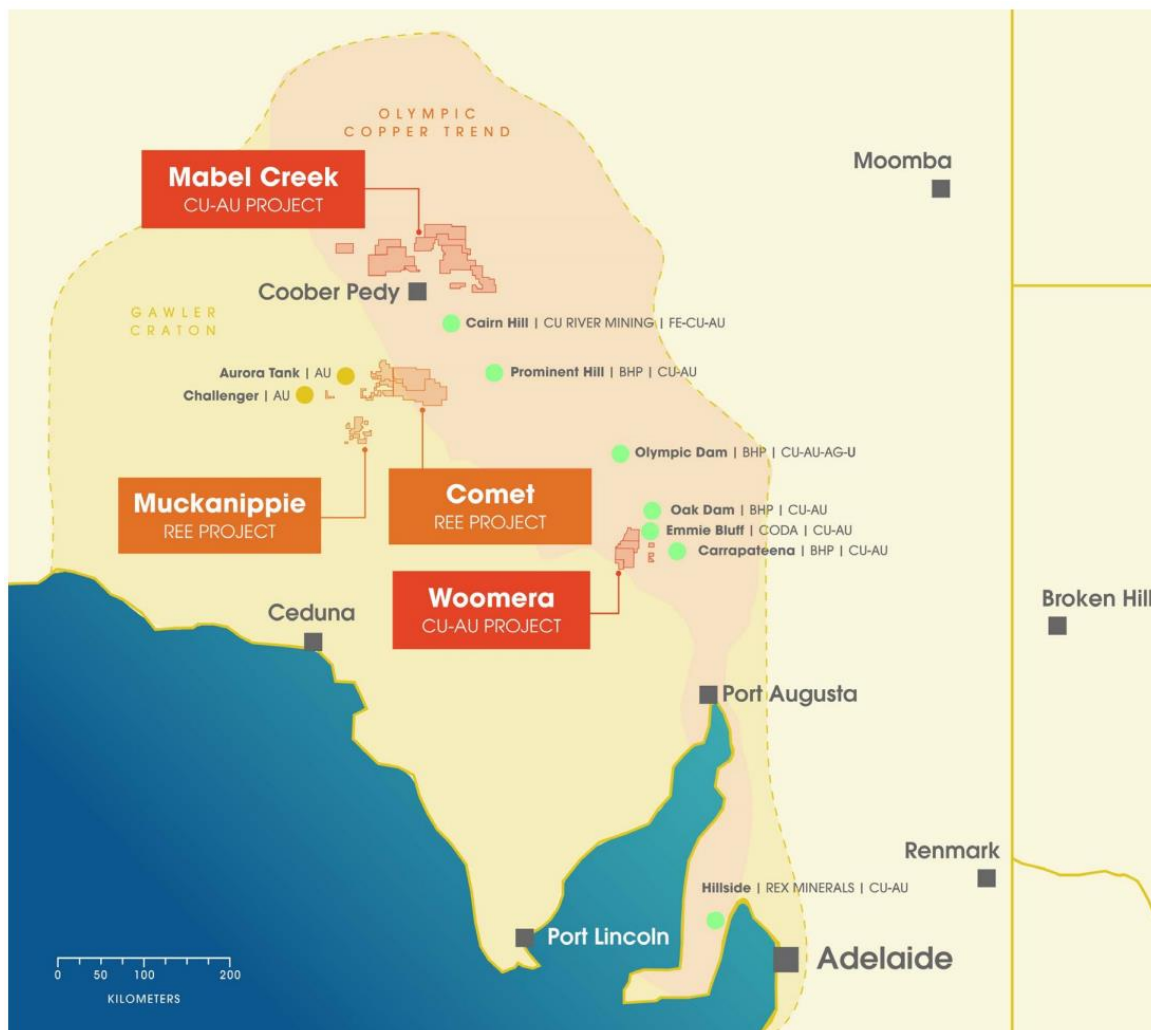 OLYMPIC
COPPER TREND
Moomba
Mabel Creek
CU-AU PROJECT
Coober Pedy
GAWLER
CRATON
Cairn Hill | CU RIVER MINING | FE-CU-AU
Aurora Tank | AU
Prominent Hill | BHP | CU-AU
Challenger | AU
Olympic Dam | BHP | CU-AU-AG-U
Muckanippie
REE PROJECT
Comet
REE PROJECT
Oak Dam | BHP | CU-AU
Emmie Bluff | CODA | CU-AU
Carrapateena | BHP | CU-AU
Woomera
CU-AU PROJECT
Ceduna
Broken Hill
Port Augusta
Renmark
Hillside | REX MINERALS | CU-AU
Port Lincoln
Adelaide
0 50 100 200
KILOMETERS